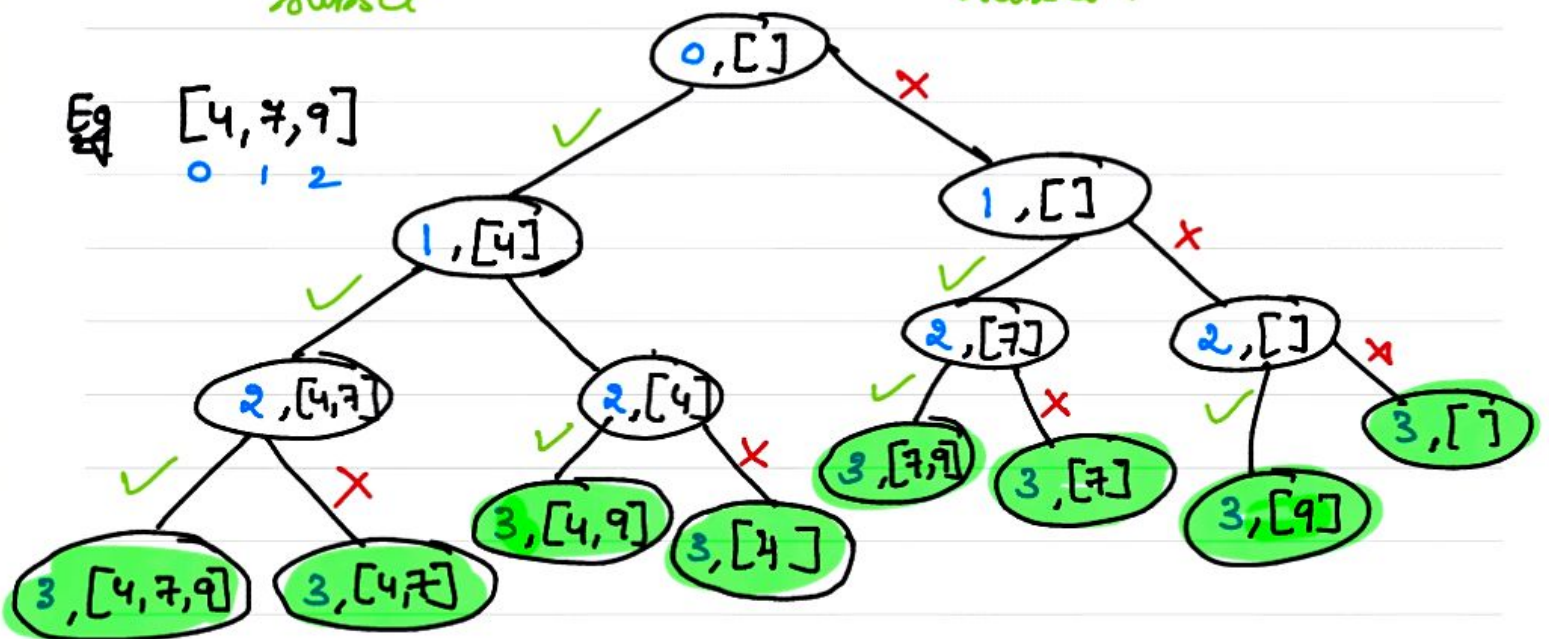 0, [ ]
Eg [4, 7, 9]
0 1 2
1, [ ]
1, [4]
2, [7]
2, [ ]
2, [4,7]
2, [4]
3, [ ]
3, [7,9]
3, [7]
3, [9]
3, [4,9]
3, [4]
3, [4,7,9]
3, [4,7]